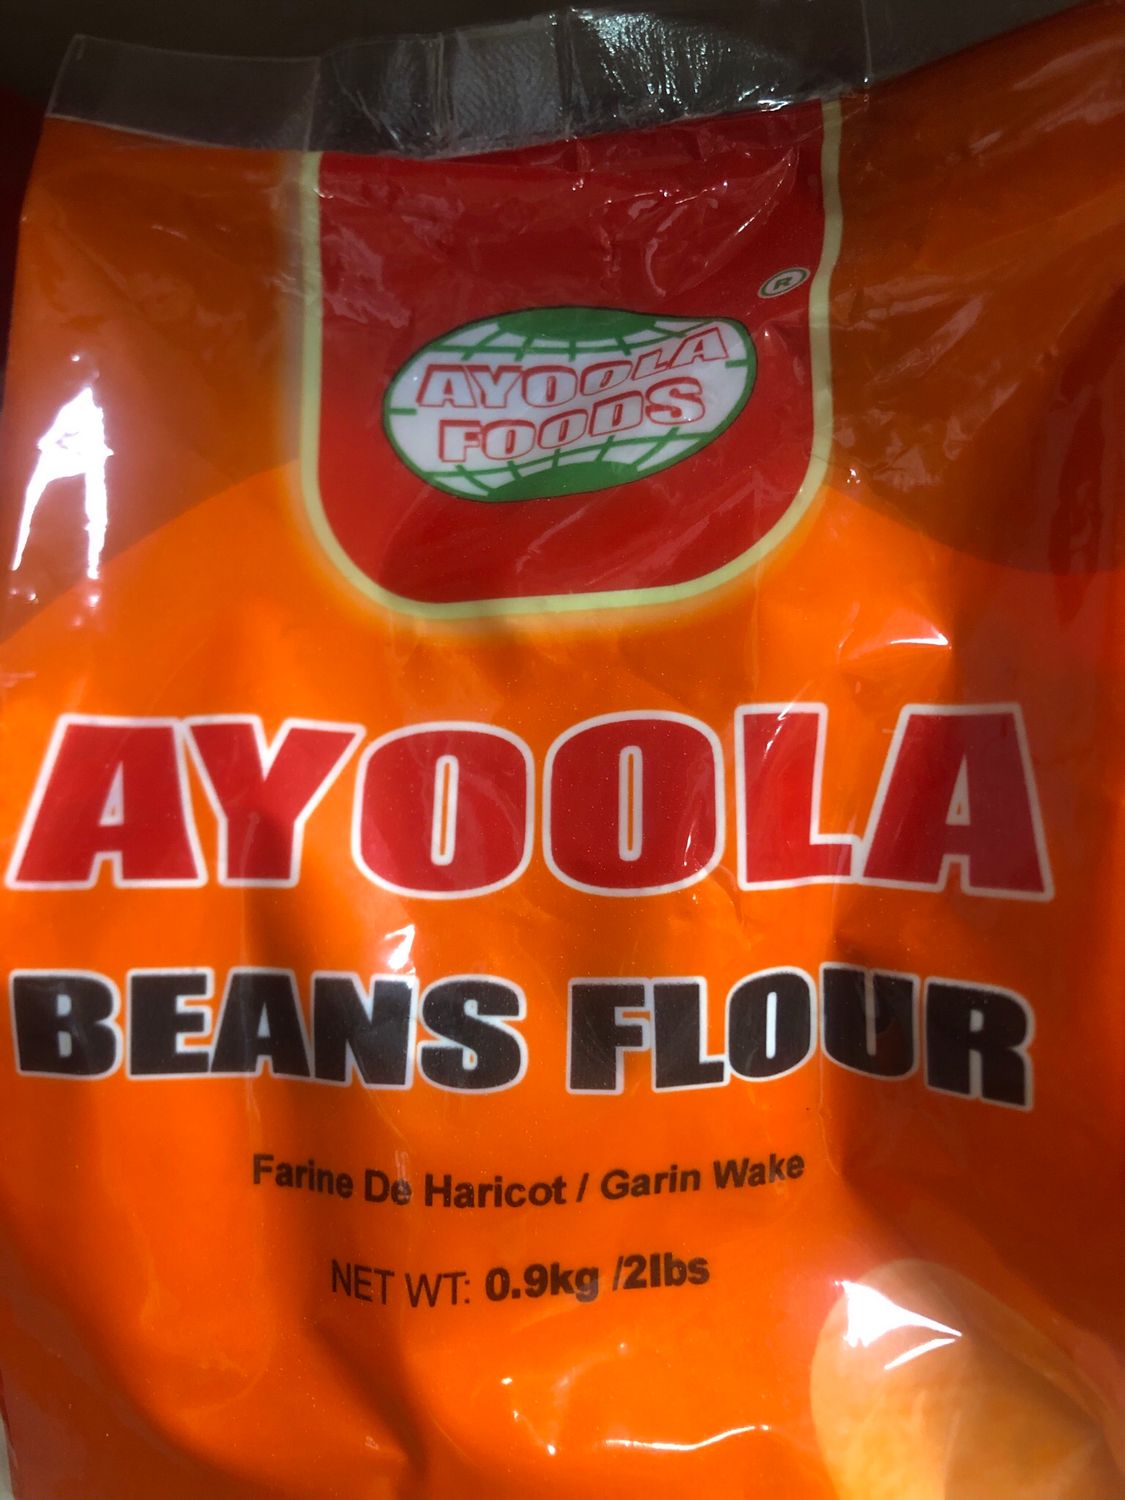 ®
AYOOLA
FOODS
AYOOLA
BEANS FLOUR
Farine De Haricot / Garin Wake
NET WT: 0.9kg /2lbs